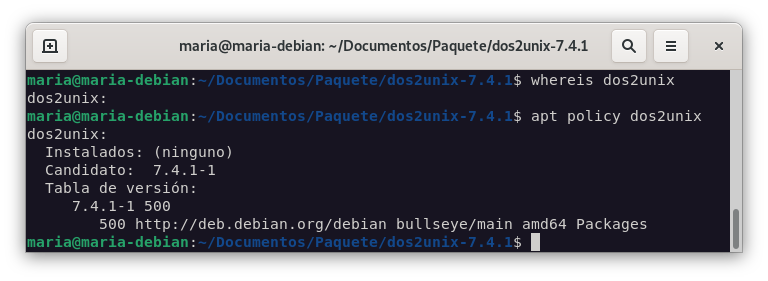 maria@maria-debian: ~/Documentos/Paquete/dos2unix-7.4.1
maria@maria-debian:~/Documentos/Paquete/dos2unix-7.4.1$ whereis dos2unix
dos2unix:
maria@maria-debian:~/Documentos/Paquete/dos2unix-7.4.1$ apt policy dos2unix
dos2unix:
  Instalados: (ninguno)
  Candidato:  7.4.1-1
  Tabla de versión:
     7.4.1-1 500
        500 http://deb.debian.org/debian bullseye/main amd64 Packages
maria@maria-debian:~/Documentos/Paquete/dos2unix-7.4.1$